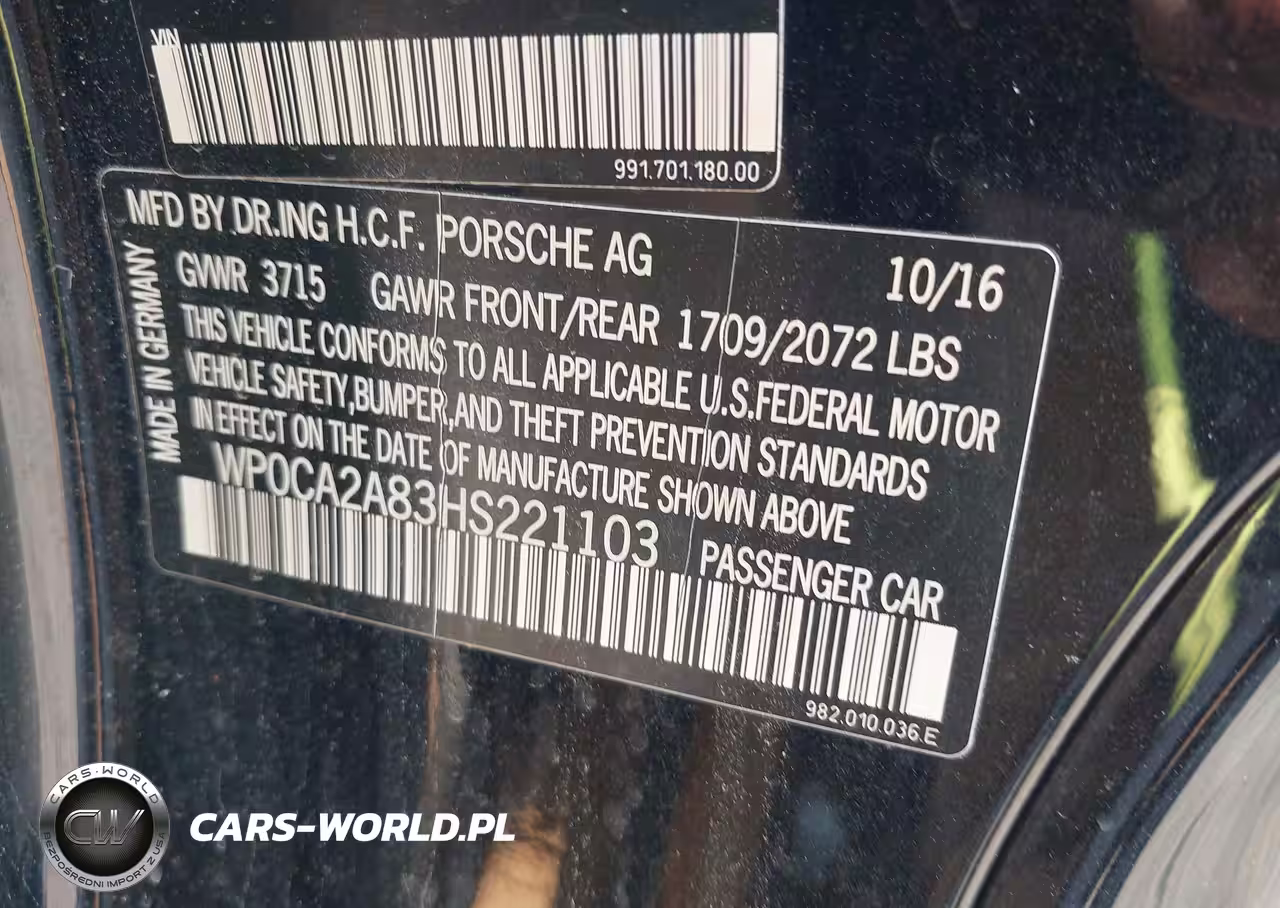 VIN
991.701.180.00
MFD BY DR.ING H.C.F. PORSCHE AG 10/16
GVWR 3715 GAWR FRONT/REAR 1709/2072 LBS
THIS VEHICLE CONFORMS TO ALL APPLICABLE U.S.FEDERAL MOTOR
VEHICLE SAFETY,BUMPER,AND THEFT PREVENTION STANDARDS
IN EFFECT ON THE DATE OF MANUFACTURE SHOWN ABOVE
WP0CA2A83HS221103 PASSENGER CAR
MADE IN GERMANY
982.010.036.E
CARS-WORLD
CW
BEZPOŚREDNI IMPORT Z USA
CARS-WORLD.PL